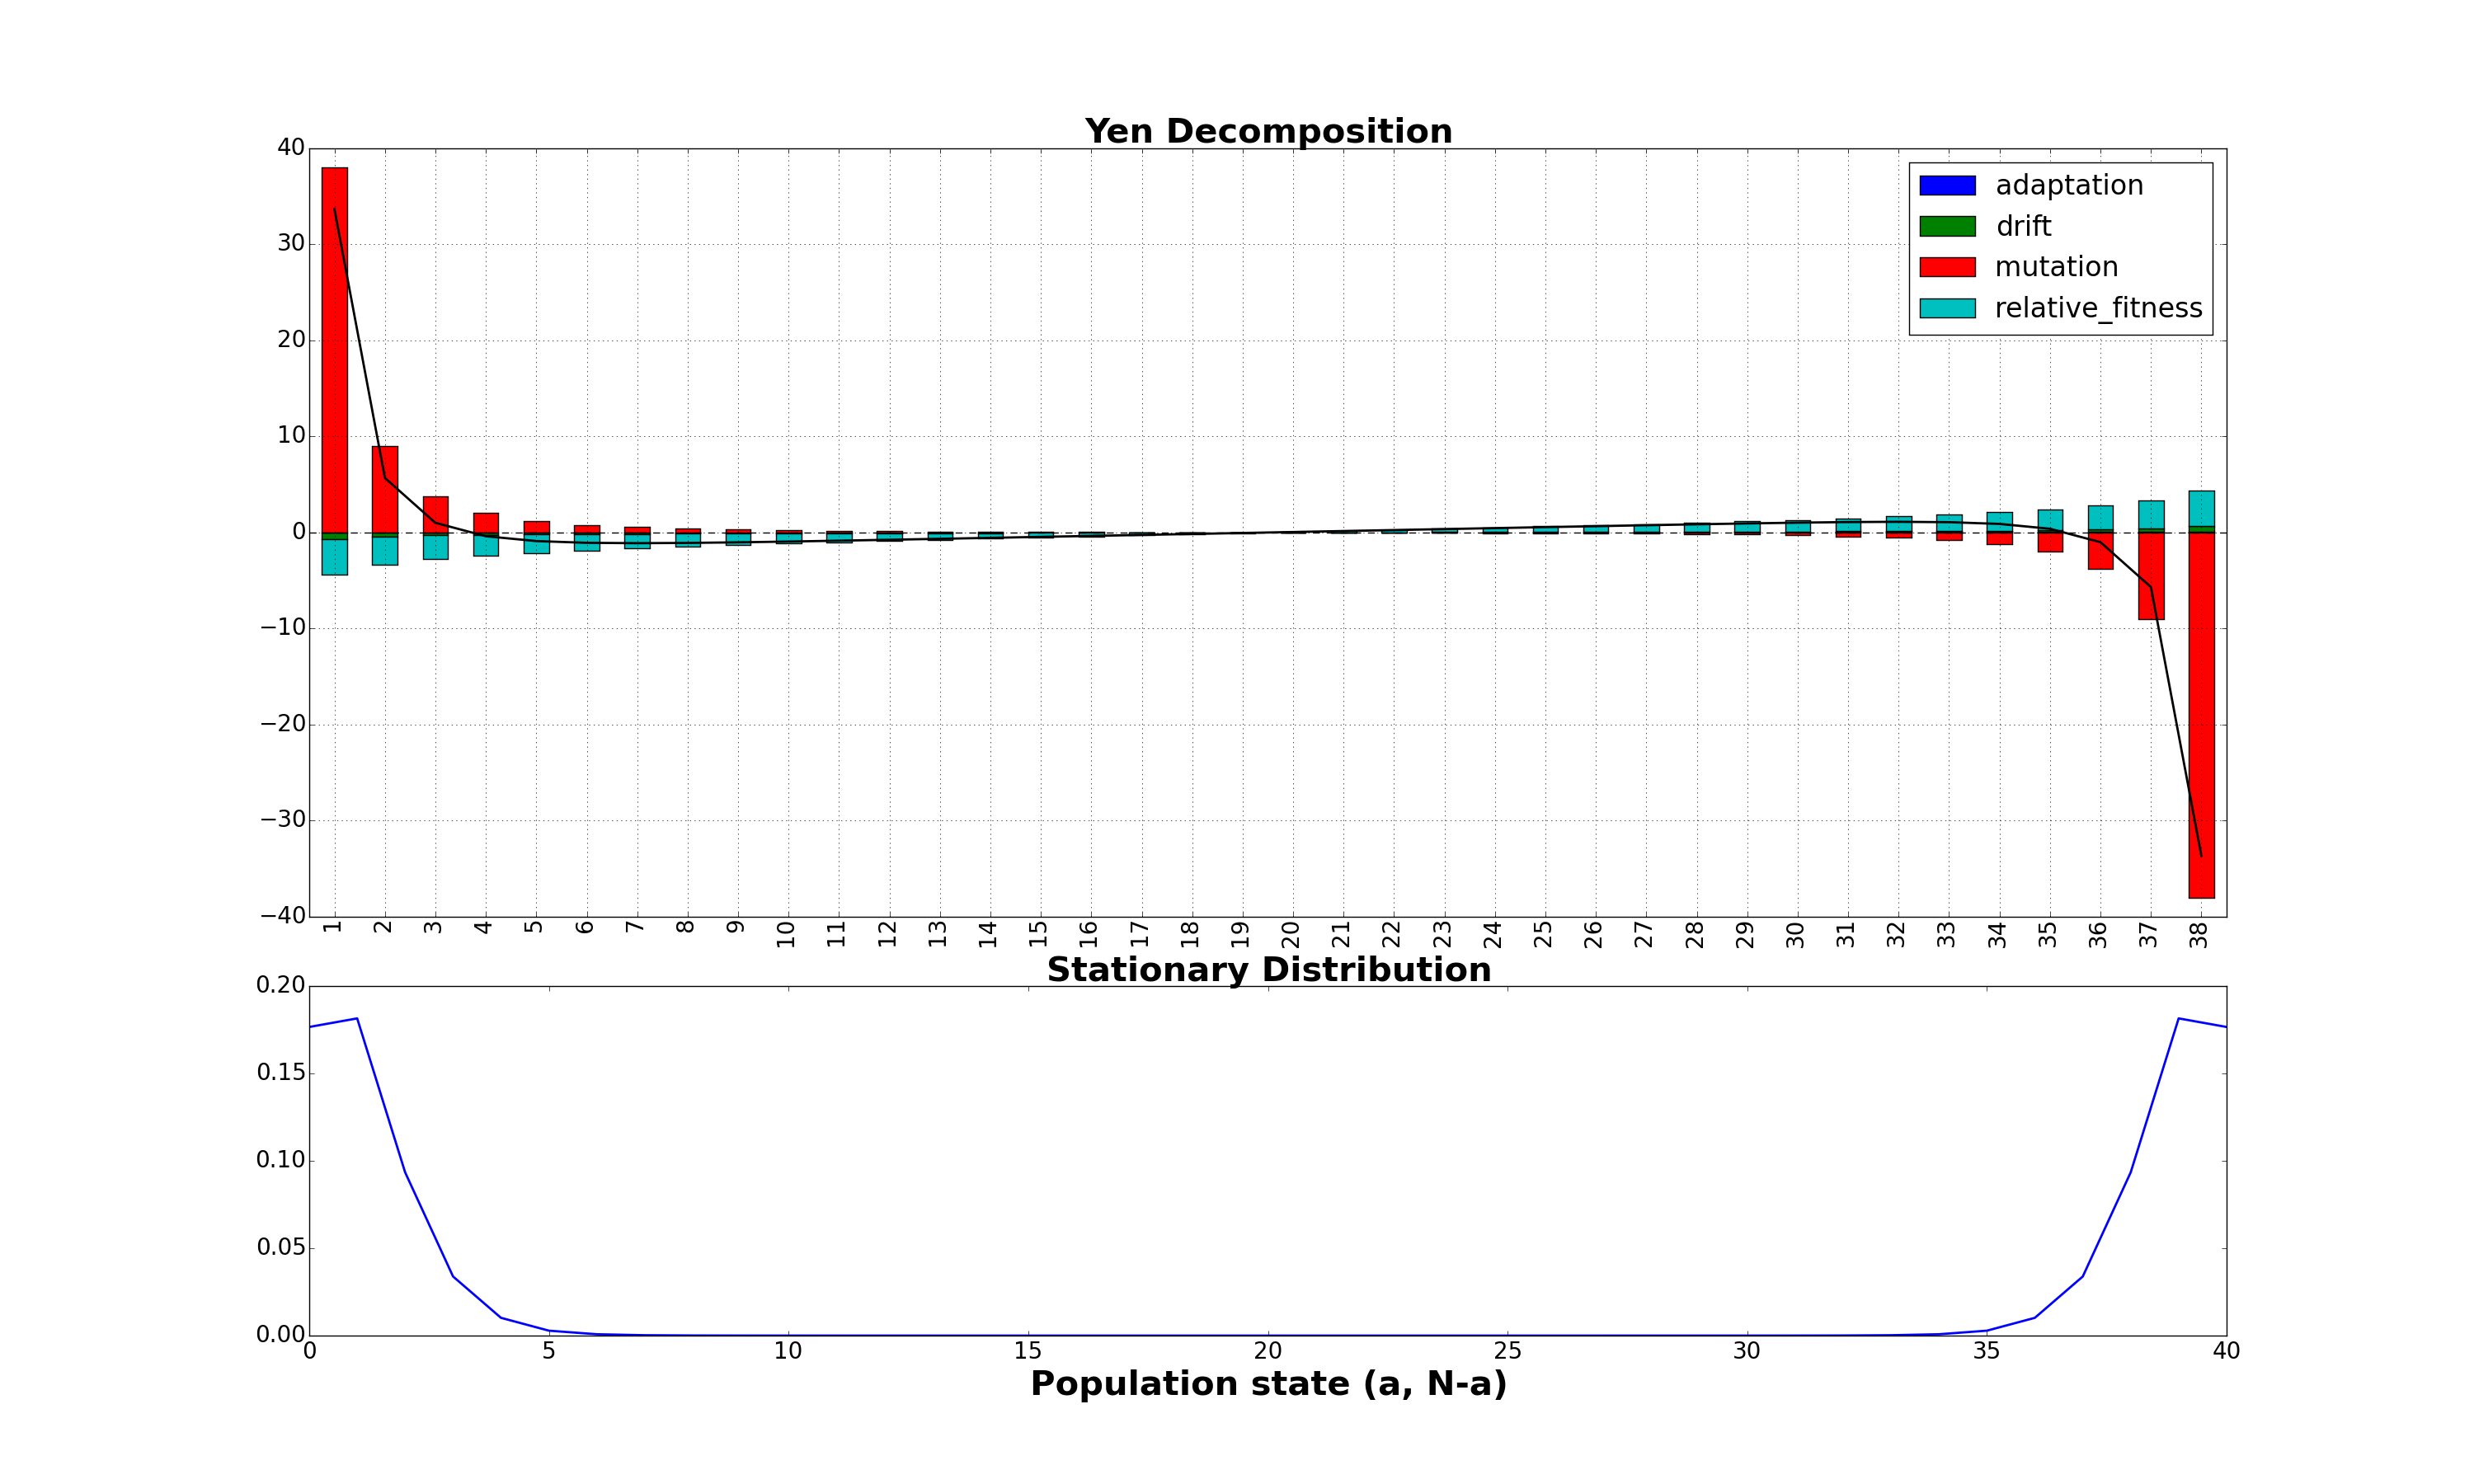 Yen Decomposition
40
30
20
10
0
−10
−20
−30
−40
adaptation
drift
mutation
relative_fitness
1 2 3 4 5 6 7 8 9 10 11 12 13 14 15 16 17 18 19 20 21 22 23 24 25 26 27 28 29 30 31 32 33 34 35 36 37 38
Stationary Distribution
0.20
0.15
0.10
0.05
0.00
0 5 10 15 20 25 30 35 40
Population state (a, N-a)